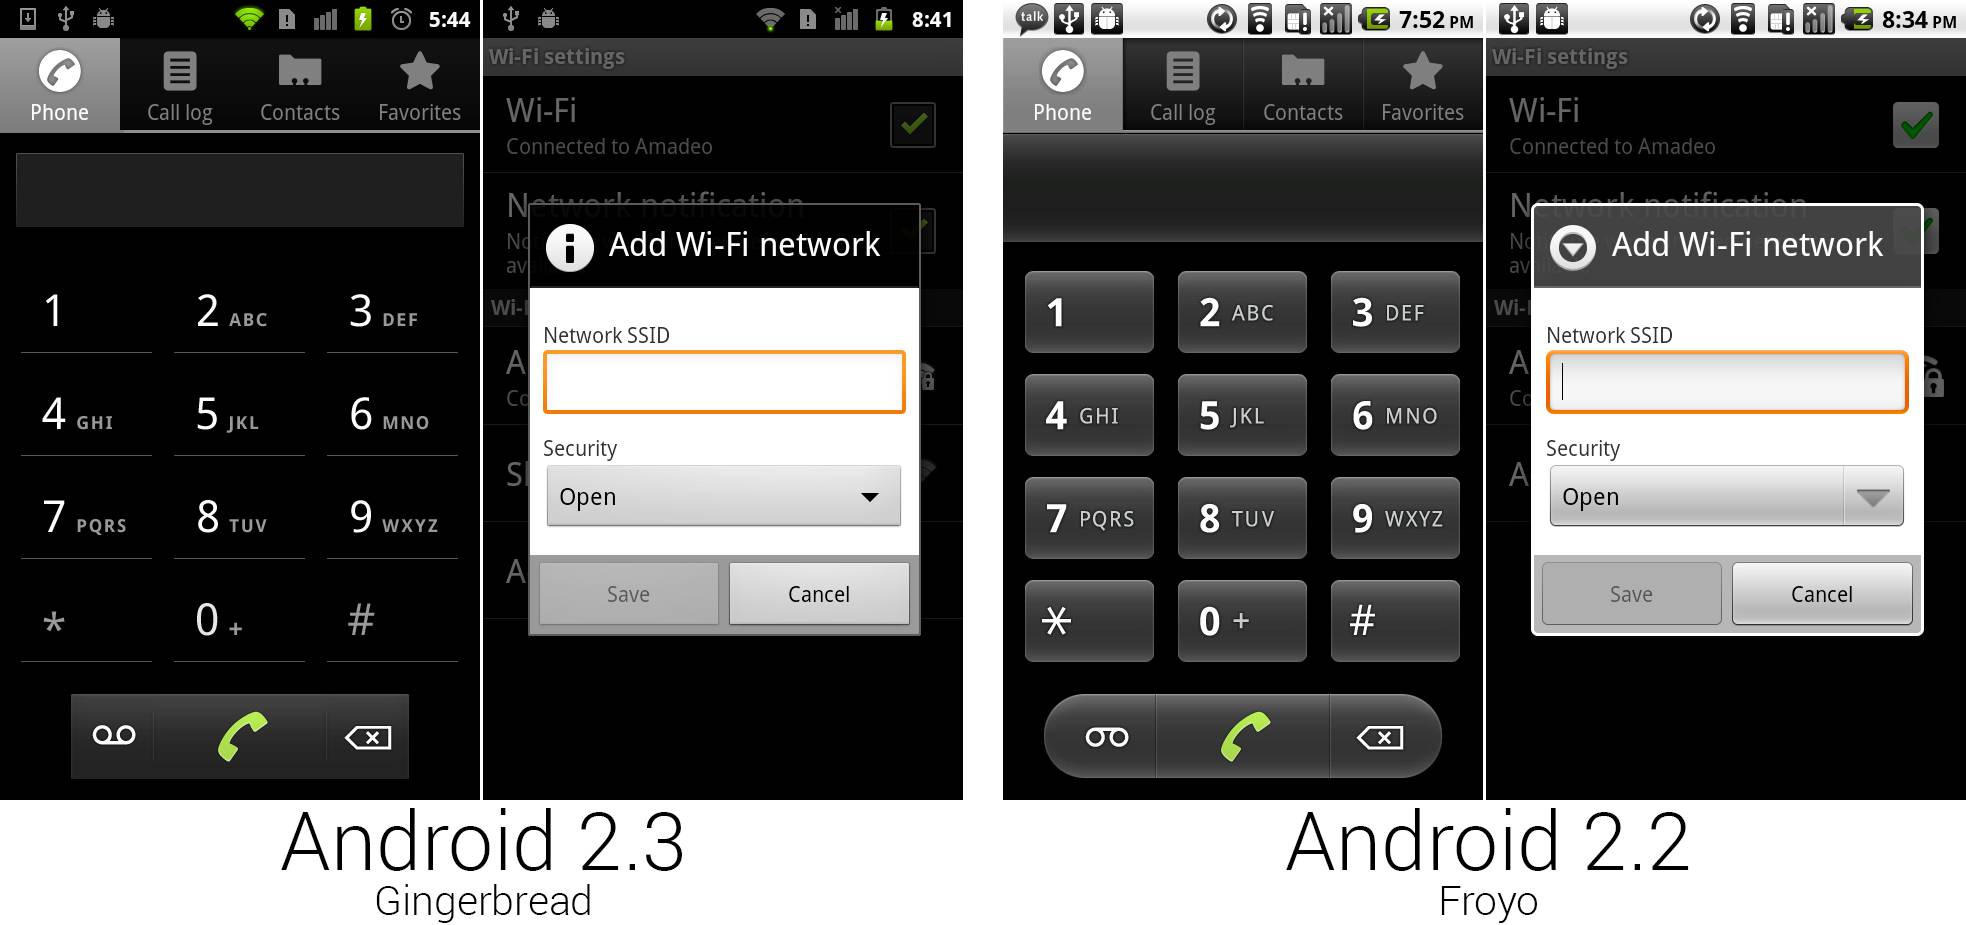 5:44
Phone
Call log
Contacts
Favorites
1
2 ABC
3 DEF
4 GHI
5 JKL
6 MNO
7 PQRS
8 TUV
9 WXYZ
*
0 +
#
8:41
Wi-Fi settings
Wi-Fi
Connected to Amadeo
Network notification
Add Wi-Fi network
Network SSID
Security
Open
Save
Cancel
talk
7:52 PM
Phone
Call log
Contacts
Favorites
1
2 ABC
3 DEF
4 GHI
5 JKL
6 MNO
7 PQRS
8 TUV
9 WXYZ
*
0 +
#
8:34 PM
Wi-Fi settings
Wi-Fi
Connected to Amadeo
Network notification
Add Wi-Fi network
Network SSID
Security
Open
Save
Cancel
Android 2.3
Gingerbread
Android 2.2
Froyo